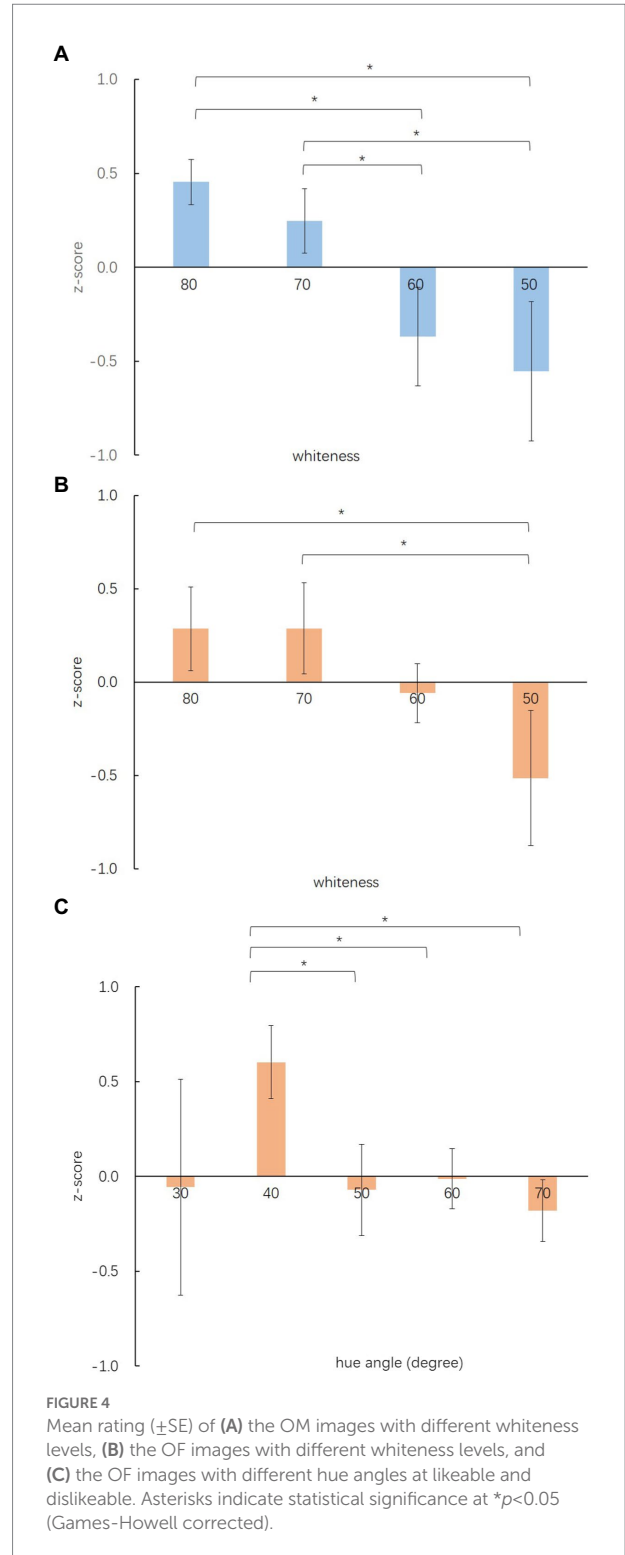 A
1.0
*
*
0.5
*
*
z-score
0.0
80 70 60 50
-0.5
-1.0
whiteness
B
1.0
*
0.5
*
z-score
0.0
80 70 60 50
-0.5
-1.0
whiteness
C
*
*
*
1.0
0.5
z-score
0.0
30 40 50 60 70
-0.5
-1.0
hue angle (degree)
FIGURE 4
Mean rating (±SE) of (A) the OM images with different whiteness
levels, (B) the OF images with different whiteness levels, and
(C) the OF images with different hue angles at likeable and
dislikeable. Asterisks indicate statistical significance at *p<0.05
(Games-Howell corrected).